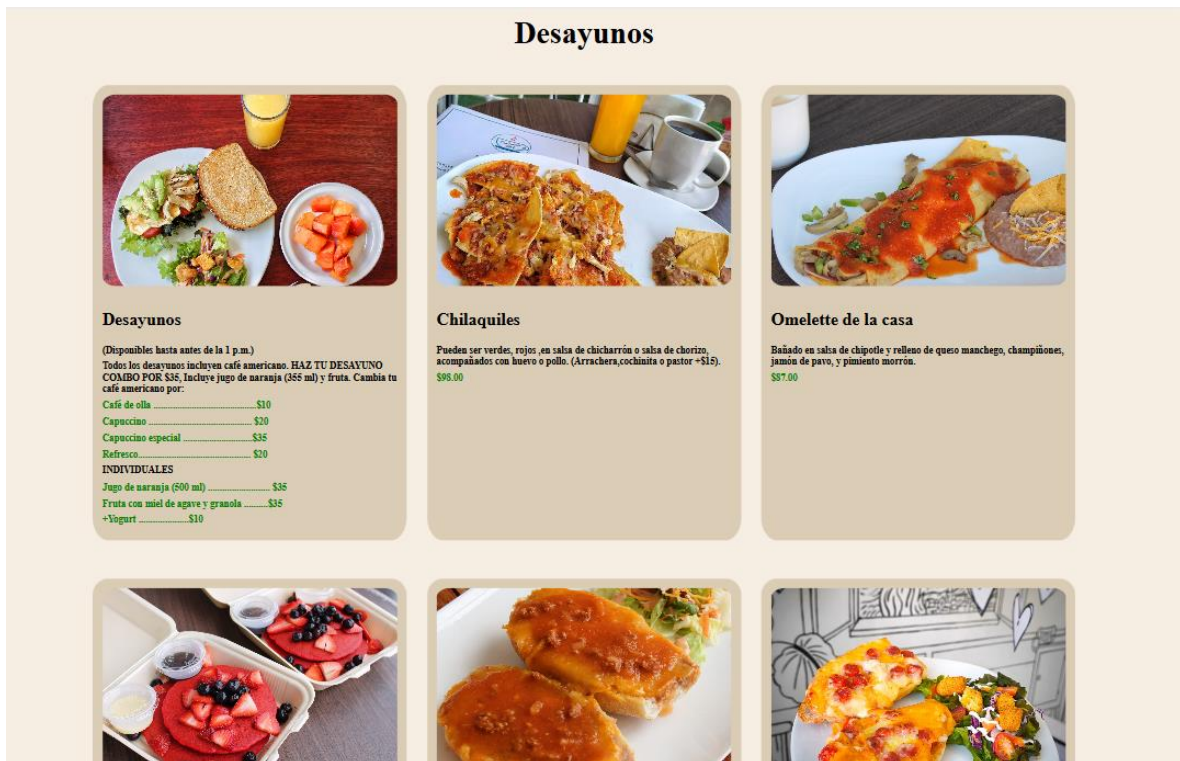 Desayunos
Desayunos
(Disponibles hasta antes de la 1 p.m.)
Todos los desayunos incluyen café americano. HAZ TU DESAYUNO
COMBO POR $35, Incluye jugo de naranja (355 ml) y fruta. Cambia tu
café americano por:
Café de olla ..............................................$10
Capuccino .............................................. $20
Capuccino especial ...............................$35
Refresco.................................................. $20
INDIVIDUALES
Jugo de naranja (500 ml) ............................ $35
Fruta con miel de agave y granola ..........$35
+Yogurt ......................$10
Chilaquiles
Pueden ser verdes, rojos ,en salsa de chicharrón o salsa de chorizo,
acompañados con huevo o pollo. (Arrachera,cochinita o pastor +$15).
$98.00
Omelette de la casa
Bañado en salsa de chipotle y relleno de queso manchego, champiñones,
jamón de pavo, y pimiento morrón.
$87.00